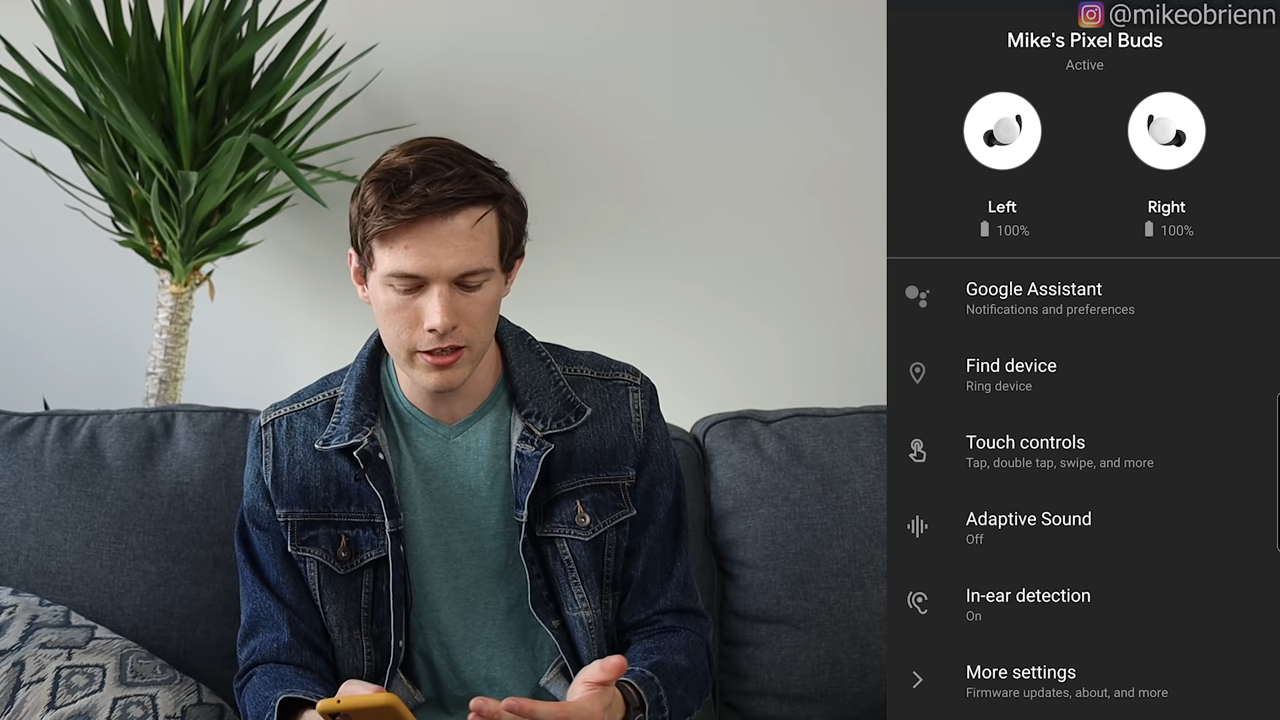 @mikeobrienn
Mike's Pixel Buds
Active
Left
Right
100%
100%
Google Assistant
Notifications and preferences
Find device
Ring device
Touch controls
Tap, double tap, swipe, and more
Adaptive Sound
Off
In-ear detection
On
More settings
Firmware updates, about, and more